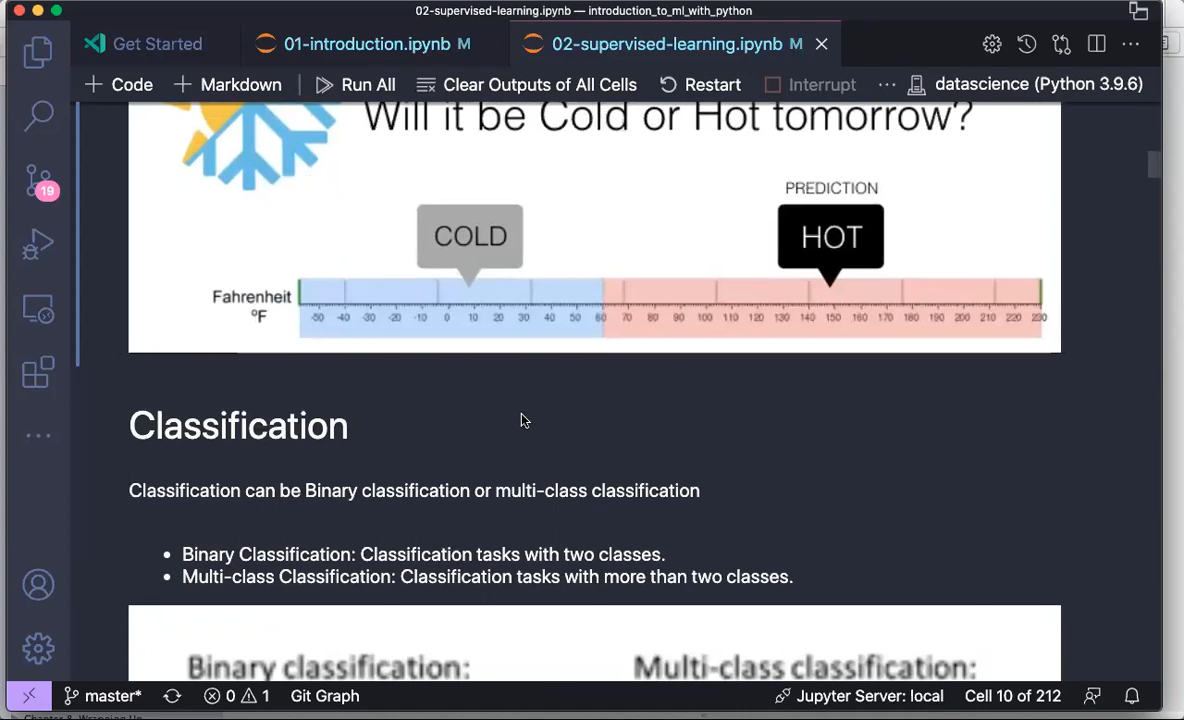 02-supervised-learning.ipynb — introduction_to_ml_with_python
Get Started
01-introduction.ipynb M
02-supervised-learning.ipynb M
Code
Markdown
Run All
Clear Outputs of All Cells
Restart
Interrupt
datascience (Python 3.9.6)
19
Will it be Cold or Hot tomorrow?
PREDICTION
COLD
HOT
Fahrenheit
ºF
-50 -40 -30 -20 -10 0 10 20 30 40 50 60 70 80 90 100 110 120 130 140 150 160 170 180 190 200 210 220 230
Classification
Classification can be Binary classification or multi-class classification
• Binary Classification: Classification tasks with two classes.
• Multi-class Classification: Classification tasks with more than two classes.
Binary classification:
Multi-class classification:
master*
0
1
Git Graph
Jupyter Server: local
Cell 10 of 212